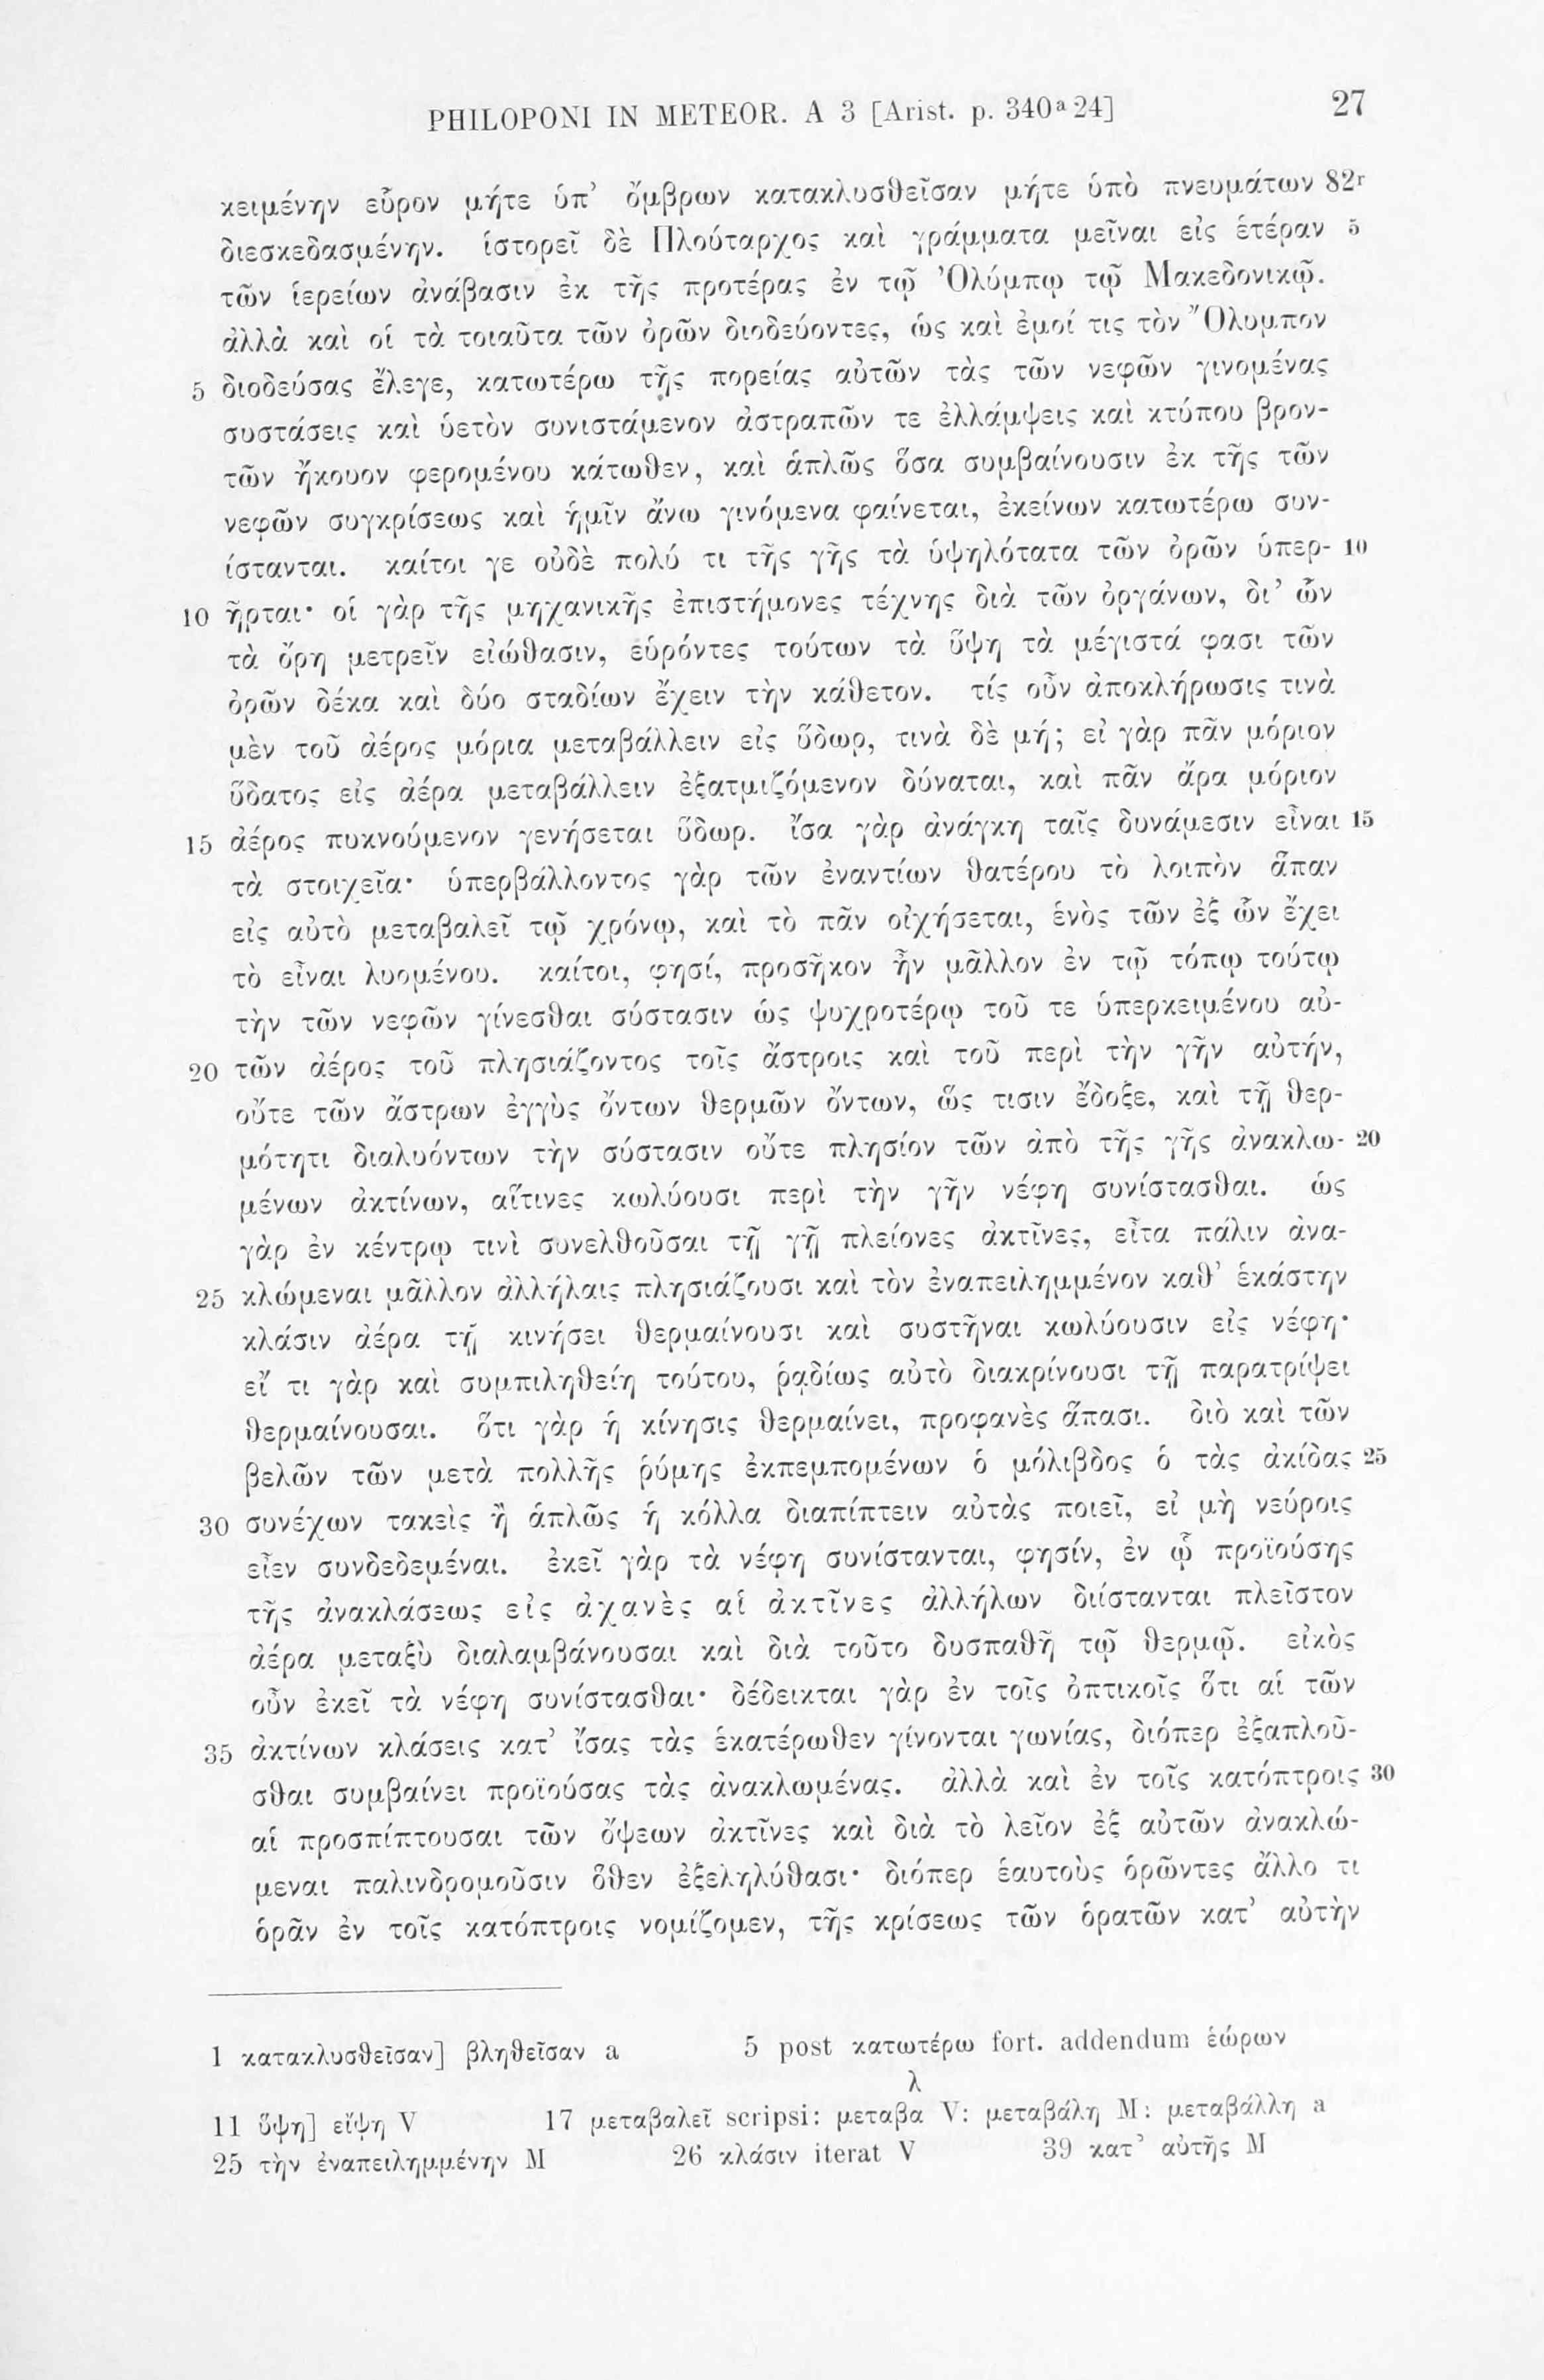 PHILOPONI IN METEOR. A 3 [Arist. p. 340ᵃ24] 27
κειμένην εὗρον μήτε ὑπ’ ὄμβρων κατακλυσθεῖσαν μήτε ὑπὸ πνευμάτων 82ʳ
διεσκεδασμένην. ἱστορεῖ δὲ Πλούταρχος καὶ γράμματα μεῖναι εἰς ἑτέραν 5
τῶν ἱερείων ἀνάβασιν ἐκ τῆς προτέρας ἐν τῷ Ὀλύμπῳ τῷ Μακεδονικῷ.
ἀλλὰ καὶ οἱ τὰ τοιαῦτα τῶν ὀρῶν διοδεύοντες, ὡς καὶ ἐμοί τις τὸν Ὄλυμπον
5 διοδεύσας ἔλεγε, κατωτέρω τῆς πορείας αὐτῶν τὰς τῶν νεφῶν γινομένας
συστάσεις καὶ ὑετὸν συνιστάμενον ἀστραπῶν τε ἐλλάμψεις καὶ κτύπου βρον-
τῶν ἤκουον φερομένου κάτωθεν, καὶ ἁπλῶς ὅσα συμβαίνουσιν ἐκ τῆς τῶν
νεφῶν συγκρίσεως καὶ ἡμῖν ἄνω γινόμενα φαίνεται, ἐκείνων κατωτέρω συν-
ίστανται. καίτοι γε οὐδὲ πολύ τι τῆς γῆς τὰ ὑψηλότατα τῶν ὀρῶν ὑπερ- 10
10 ῆρται· οἱ γὰρ τῆς μηχανικῆς ἐπιστήμονες τέχνης διὰ τῶν ὀργάνων, δι’ ὧν
τὰ ὄρη μετρεῖν εἰώθασιν, εὑρόντες τούτων τὰ ὕψη τὰ μέγιστά φασι τῶν
ὀρῶν δέκα καὶ δύο σταδίων ἔχειν τὴν κάθετον. τίς οὖν ἀποκλήρωσις τινὰ
μὲν τοῦ ἀέρος μόρια μεταβάλλειν εἰς ὕδωρ, τινὰ δὲ μή; εἰ γὰρ πᾶν μόριον
ὕδατος εἰς ἀέρα μεταβάλλειν ἐξατμιζόμενον δύναται, καὶ πᾶν ἄρα μόριον
15 ἀέρος πυκνούμενον γενήσεται ὕδωρ. ἴσα γὰρ ἀνάγκη ταῖς δυνάμεσιν εἶναι 15
τὰ στοιχεῖα· ὑπερβάλλοντος γὰρ τῶν ἐναντίων θατέρου τὸ λοιπὸν ἅπαν
εἰς αὐτὸ μεταβαλεῖ τῷ χρόνῳ, καὶ τὸ πᾶν οἰχήσεται, ἑνὸς τῶν ἐξ ὧν ἔχει
τὸ εἶναι λυομένου. καίτοι, φησί, προσῆκον ἦν μᾶλλον ἐν τῷ τόπῳ τούτῳ
τὴν τῶν νεφῶν γίνεσθαι σύστασιν ὡς ψυχροτέρῳ τοῦ τε ὑπερκειμένου αὐ-
20 τῶν ἀέρος τοῦ πλησιάζοντος τοῖς ἄστροις καὶ τοῦ περὶ τὴν γῆν αὐτήν,
οὔτε τῶν ἄστρων ἐγγὺς ὄντων θερμῶν ὄντων, ὥς τισιν ἔδοξε, καὶ τῇ θερ-
μότητι διαλυόντων τὴν σύστασιν οὔτε πλησίον τῶν ἀπὸ τῆς γῆς ἀνακλω- 20
μένων ἀκτίνων, αἵτινες κωλύουσι περὶ τὴν γῆν νέφη συνίστασθαι. ὡς
γὰρ ἐν κέντρῳ τινὶ συνελθοῦσαι τῇ γῇ πλείονες ἀκτῖνες, εἶτα πάλιν ἀνα-
25 κλώμεναι μᾶλλον ἀλλήλαις πλησιάζουσι καὶ τὸν ἐναπειλημμένον καθ’ ἑκάστην
κλάσιν ἀέρα τῇ κινήσει θερμαίνουσι καὶ συστῆναι κωλύουσιν εἰς νέφη·
εἴ τι γὰρ καὶ συμπιληθείη τούτου, ῥᾳδίως αὐτὸ διακρίνουσι τῇ παρατρίψει
θερμαίνουσαι. ὅτι γὰρ ἡ κίνησις θερμαίνει, προφανὲς ἅπασι. διὸ καὶ τῶν
βελῶν τῶν μετὰ πολλῆς ῥύμης ἐκπεμπομένων ὁ μόλιβδος ὁ τὰς ἀκίδας 25
30 συνέχων τακεὶς ἢ ἁπλῶς ἡ κόλλα διαπίπτειν αὐτὰς ποιεῖ, εἰ μὴ νεύροις
εἶεν συνδεδεμέναι. ἐκεῖ γὰρ τὰ νέφη συνίστανται, φησίν, ἐν ᾧ προϊούσης
τῆς ἀνακλάσεως εἰς ἀχανὲς αἱ ἀκτῖνες ἀλλήλων διίστανται πλεῖστον
ἀέρα μεταξὺ διαλαμβάνουσαι καὶ διὰ τοῦτο δυσπαθῆ τῷ θερμῷ. εἰκὸς
οὖν ἐκεῖ τὰ νέφη συνίστασθαι· δέδεικται γὰρ ἐν τοῖς ὀπτικοῖς ὅτι αἱ τῶν
35 ἀκτίνων κλάσεις κατ’ ἴσας τὰς ἑκατέρωθεν γίνονται γωνίας, διόπερ ἐξαπλοῦ-
σθαι συμβαίνει προϊούσας τὰς ἀνακλωμένας. ἀλλὰ καὶ ἐν τοῖς κατόπτροις 30
αἱ προσπίπτουσαι τῶν ὄψεων ἀκτῖνες καὶ διὰ τὸ λεῖον ἐξ αὐτῶν ἀνακλώ-
μεναι παλινδρομοῦσιν ὅθεν ἐξεληλύθασι· διόπερ ἑαυτοὺς ὁρῶντες ἄλλο τι
ὁρᾶν ἐν τοῖς κατόπτροις νομίζομεν, τῆς κρίσεως τῶν ὁρατῶν κατ’ αὐτὴν
1 κατακλυσθεῖσαν] βληθεῖσαν a 5 post κατωτέρω fort. addendum ἑώρων
λ
11 ὕψη] εἴψη V 17 μεταβαλεῖ scripsi: μεταβα V: μεταβάλη M: μεταβάλλη a
25 τὴν ἐναπειλημμένην M 26 κλάσιν iterat V 39 κατ’ αὐτῆς M